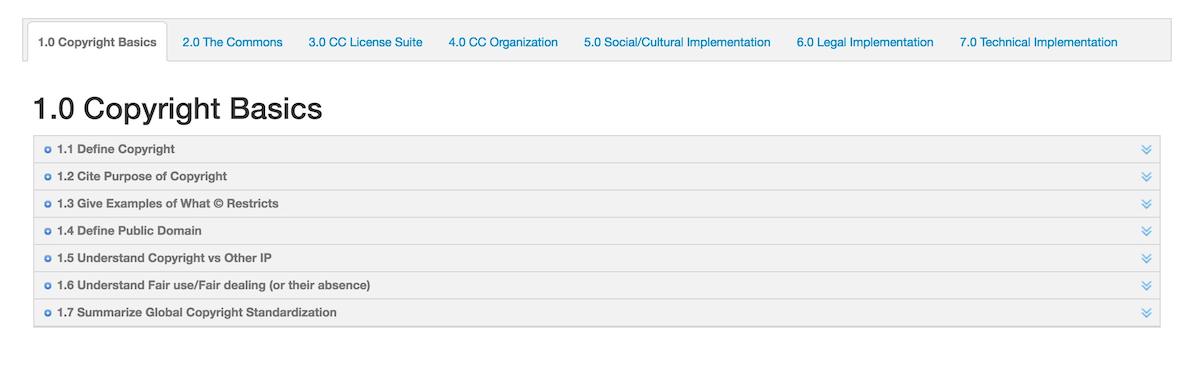 1.0 Copyright Basics 2.0 The Commons 3.0 CC License Suite 4.0 CC Organization 5.0 Social/Cultural Implementation 6.0 Legal Implementation 7.0 Technical Implementation
1.0 Copyright Basics
1.1 Define Copyright
1.2 Cite Purpose of Copyright
1.3 Give Examples of What © Restricts
1.4 Define Public Domain
1.5 Understand Copyright vs Other IP
1.6 Understand Fair use/Fair dealing (or their absence)
1.7 Summarize Global Copyright Standardization